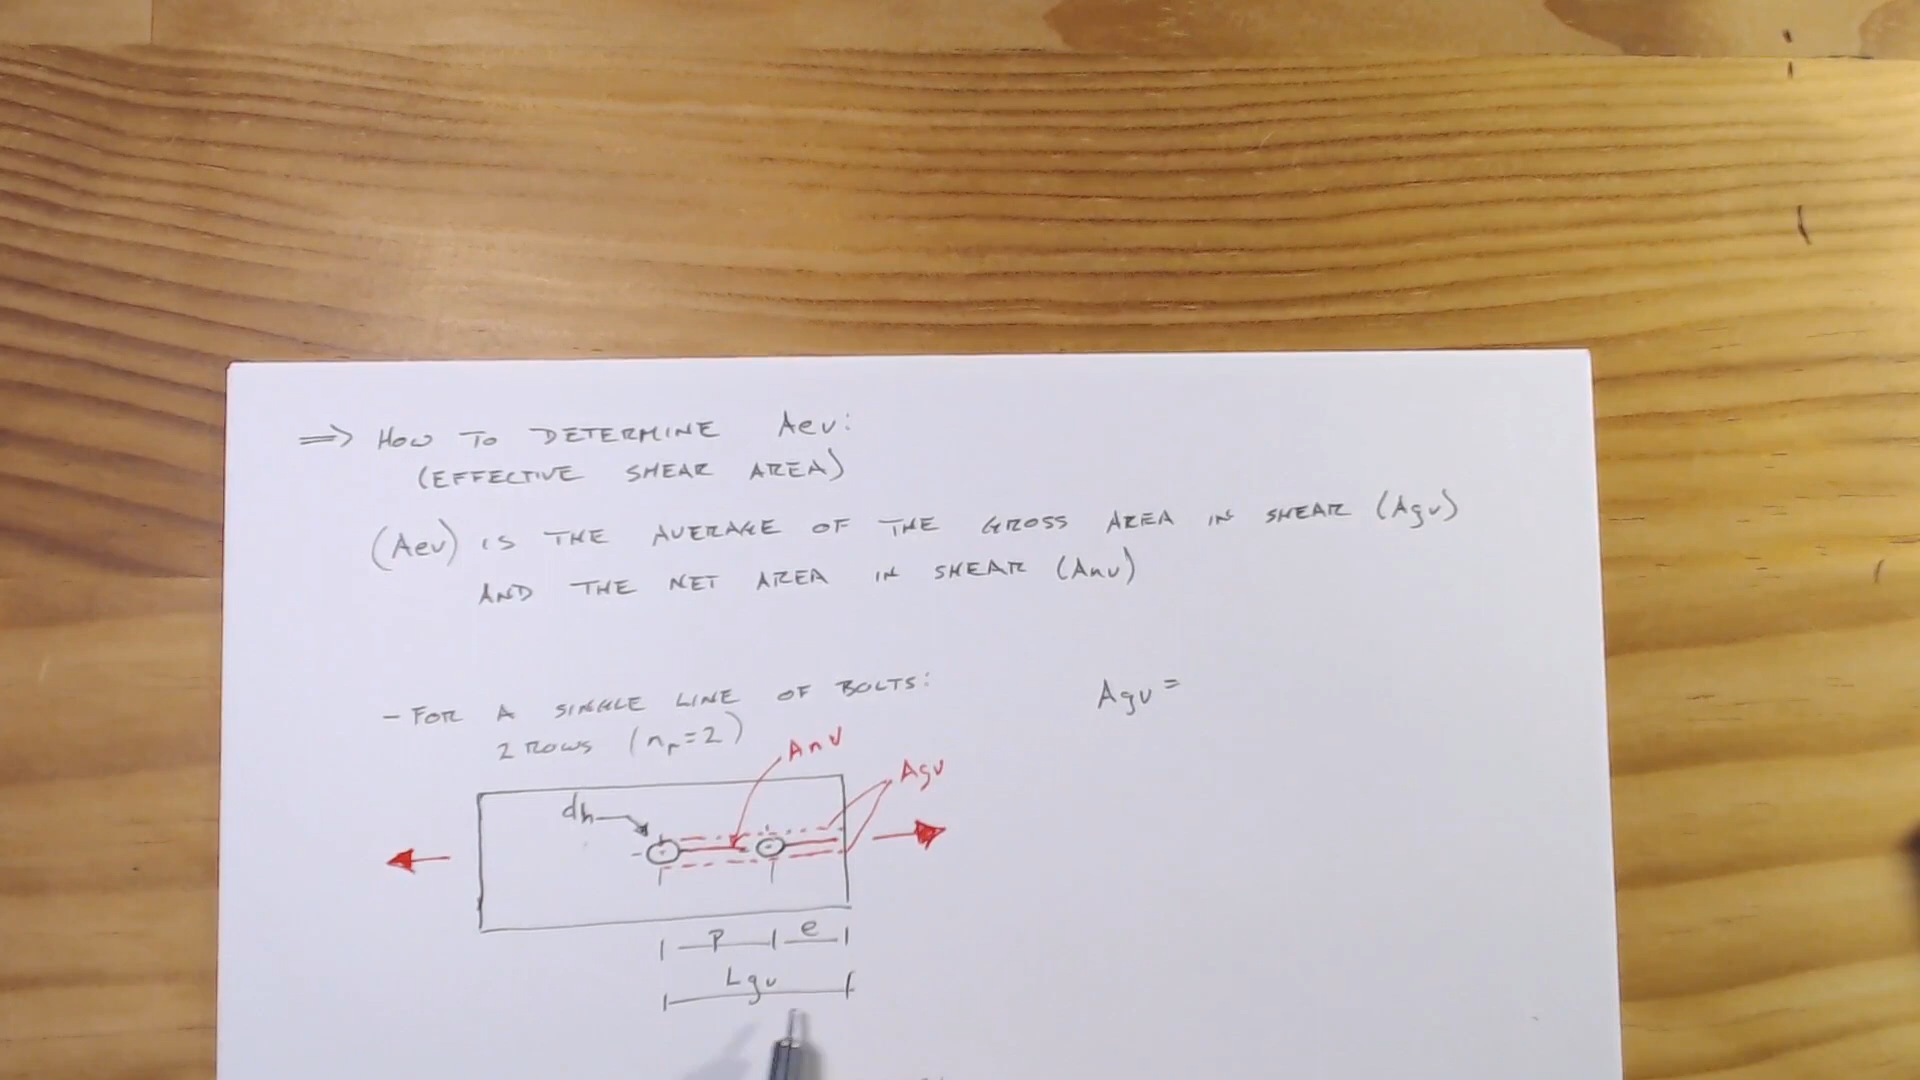 ⇒ HOW TO DETERMINE Aev:
(EFFECTIVE SHEAR AREA)
(Aev) IS THE AVERAGE OF THE GROSS AREA IN SHEAR (Agv)
AND THE NET AREA IN SHEAR (Anv)
- FOR A SINGLE LINE OF BOLTS:
2 ROWS (nr=2)
Agv =
Anv
Agv
dh
P
e
Lgv